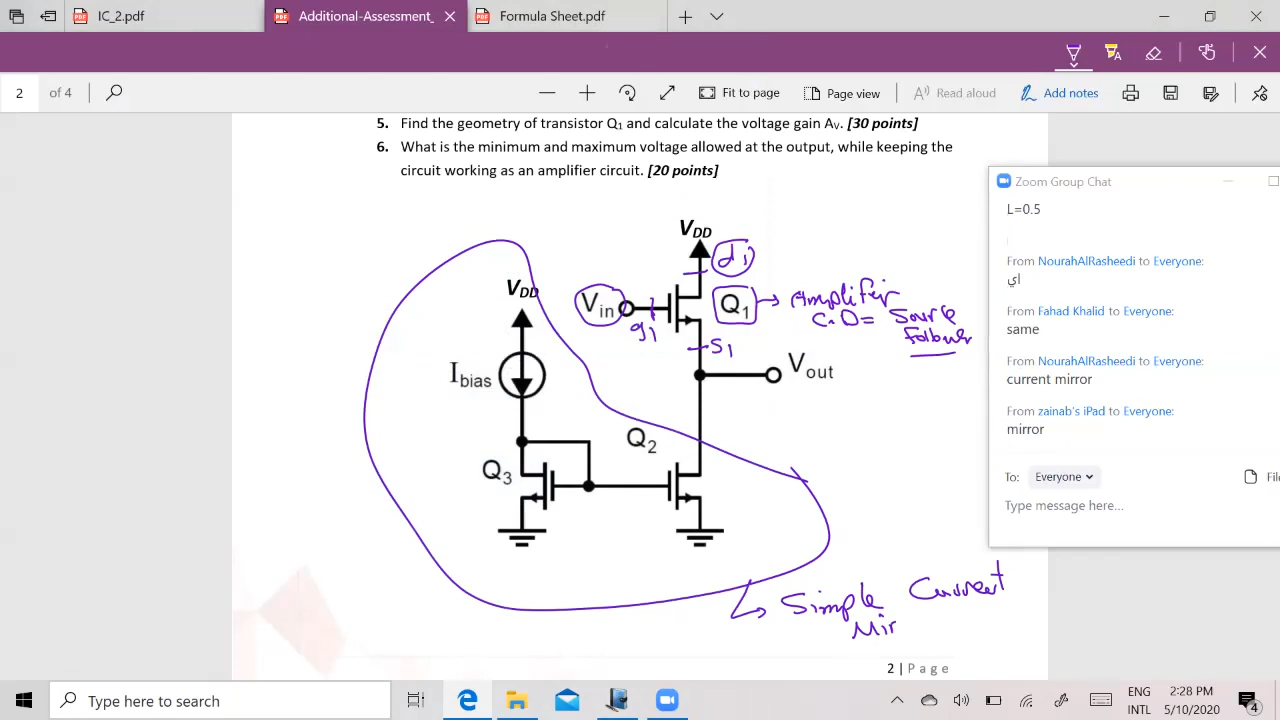 IC_2.pdf
Additional-Assessment_
Formula Sheet.pdf
2 of 4
Fit to page
Page view
Read aloud
Add notes
5. Find the geometry of transistor Q1 and calculate the voltage gain AV. [30 points]
6. What is the minimum and maximum voltage allowed at the output, while keeping the
circuit working as an amplifier circuit. [20 points]
VDD
d1
VDD
Vin
g1
Q1
Amplifier
C.D = Source
Follower
S1
Ibias
Vout
Q2
Q3
Simple Current
Mir
2 | Page
Zoom Group Chat
L=0.5
From NourahAlRasheedi to Everyone:
اي
From Fahad Khalid to Everyone:
same
From NourahAlRasheedi to Everyone:
current mirror
From zainab's iPad to Everyone:
mirror
To: Everyone
File
Type message here...
Type here to search
ENG
INTL
2:28 PM
5/10/2020
4